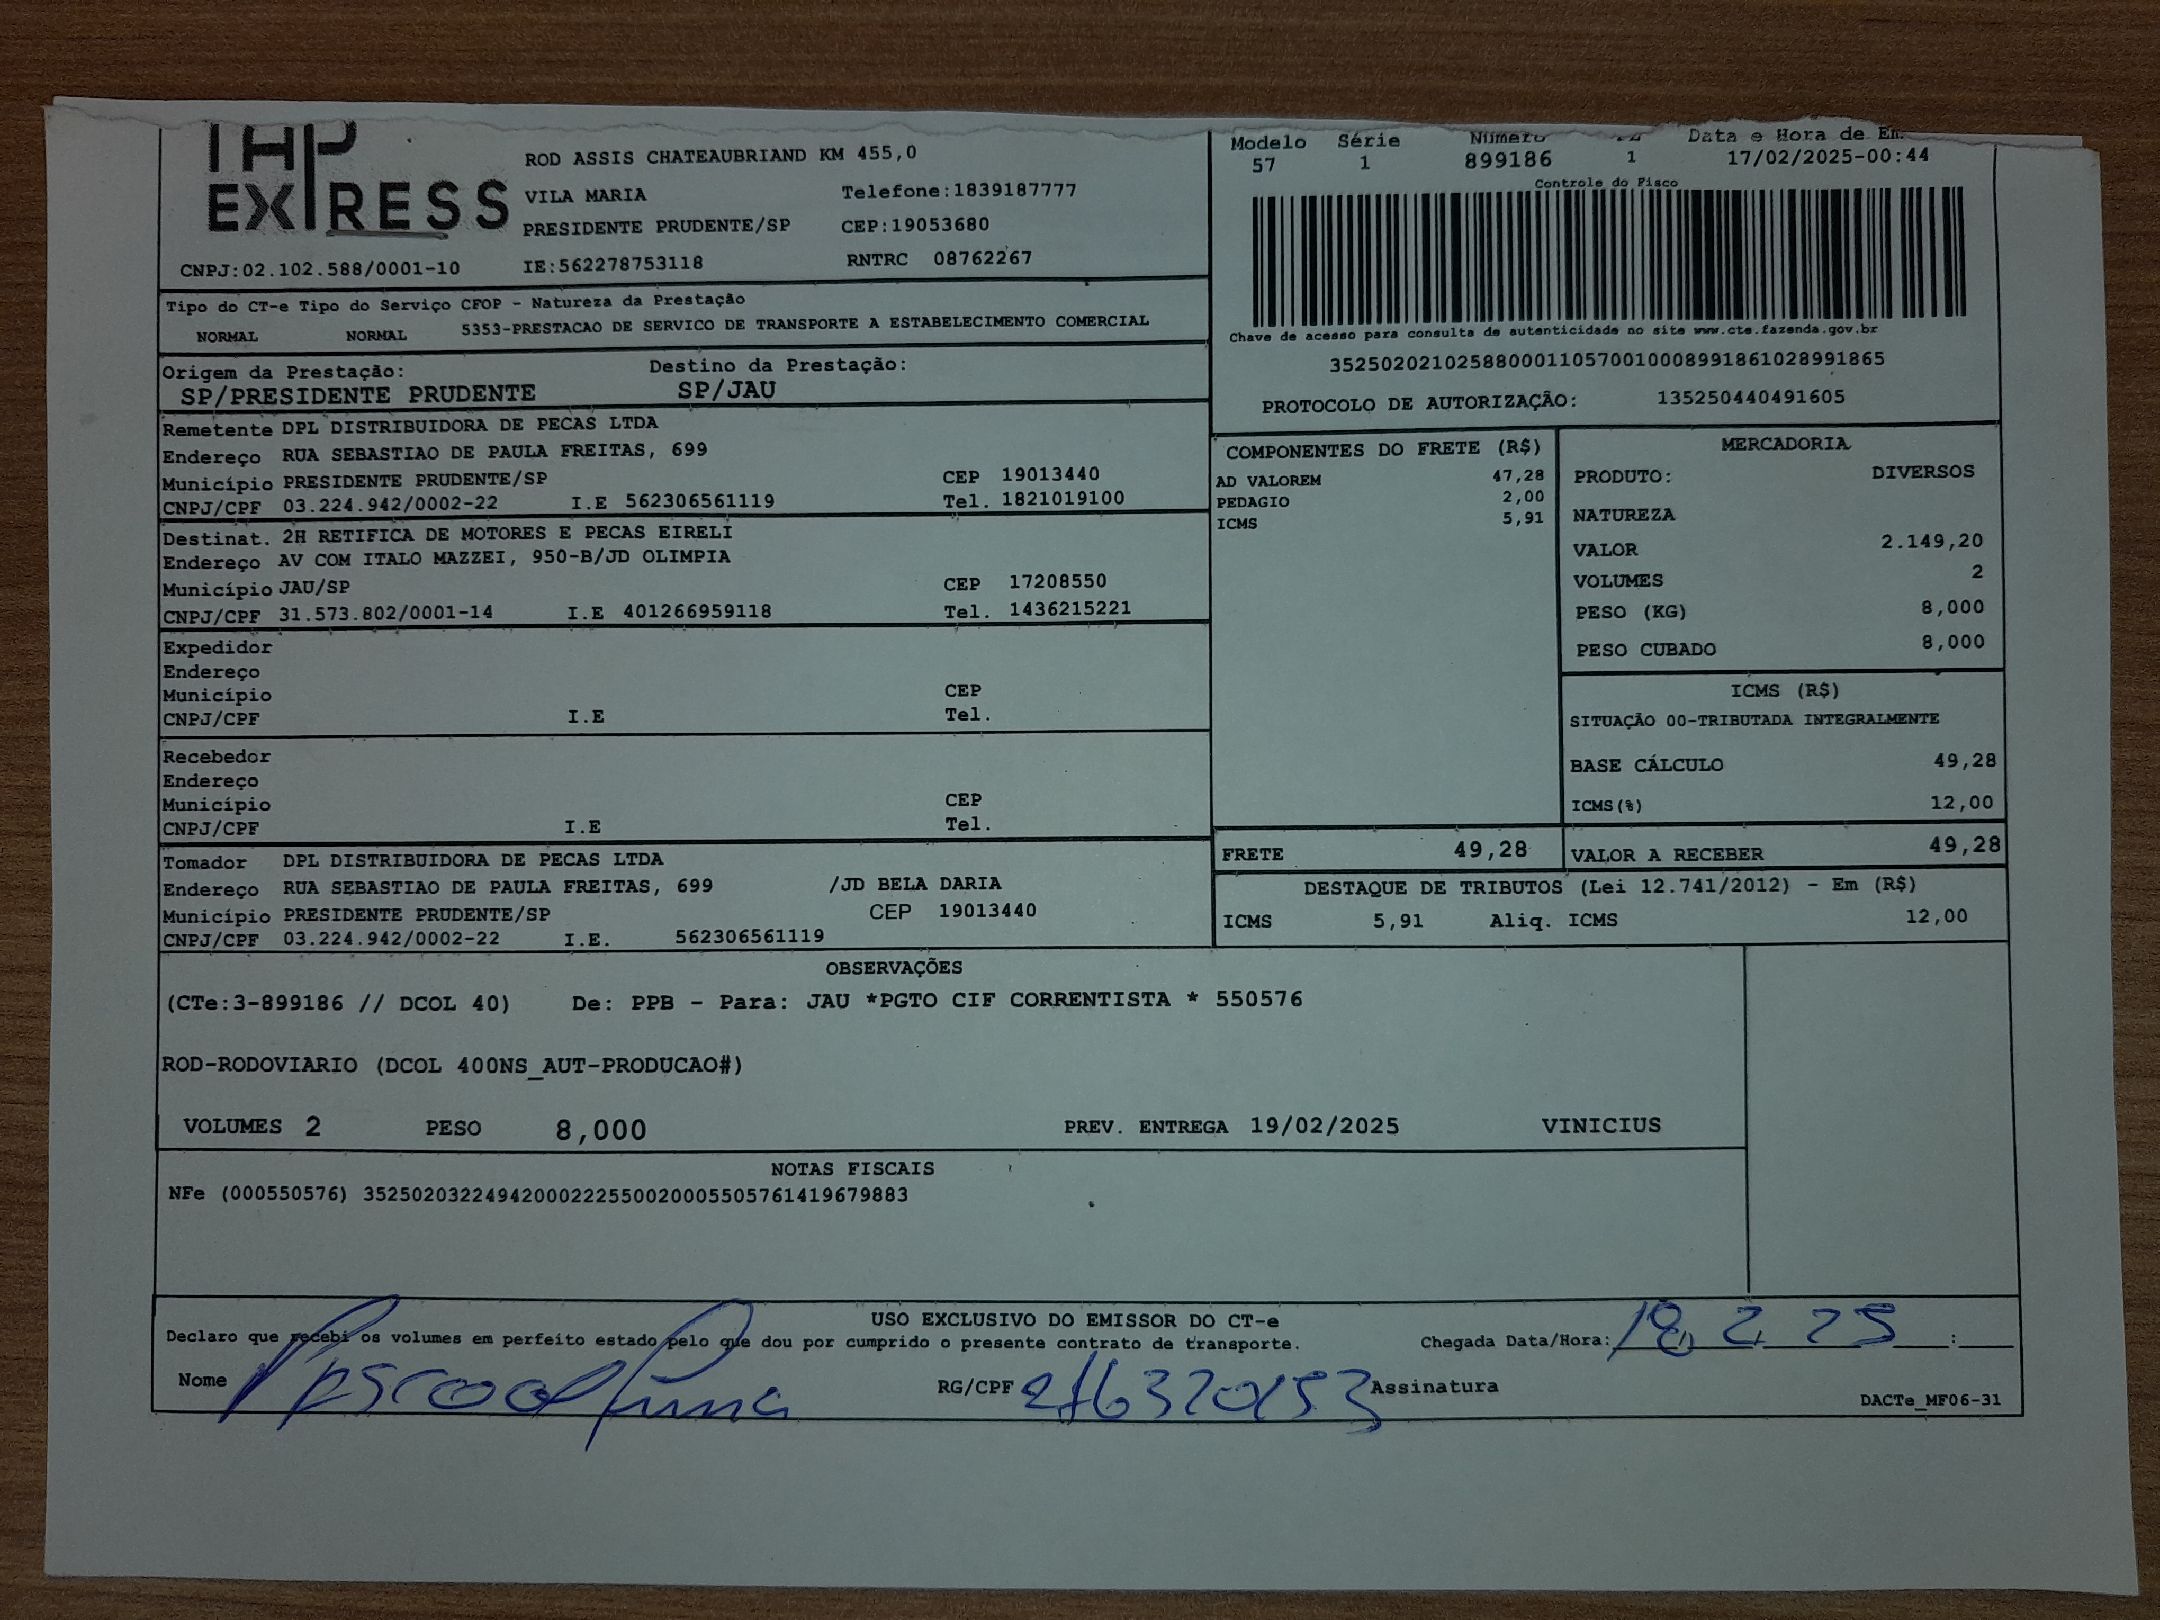 EXPRESS
ROD ASSIS CHATEAUBRIAND KM 455,0
VILA MARIA Telefone:1839187777
PRESIDENTE PRUDENTE/SP CEP:19053680
CNPJ:02.102.588/0001-10 IE:562278753118 RNTRC 08762267
Modelo Série Número Data e Hora de Em.
57 1 899186 1 17/02/2025-00:44
Controle do Fisco
Chave de acesso para consulta de autenticidade no site www.cte.fazenda.gov.br
35250202102588000110570010008991861028991865
PROTOCOLO DE AUTORIZAÇÃO: 135250440491605
Tipo do CT-e Tipo do Serviço CFOP - Natureza da Prestação
NORMAL NORMAL 5353-PRESTACAO DE SERVICO DE TRANSPORTE A ESTABELECIMENTO COMERCIAL
Origem da Prestação: Destino da Prestação:
SP/PRESIDENTE PRUDENTE SP/JAU
Remetente DPL DISTRIBUIDORA DE PECAS LTDA
Endereço RUA SEBASTIAO DE PAULA FREITAS, 699
Município PRESIDENTE PRUDENTE/SP CEP 19013440
CNPJ/CPF 03.224.942/0002-22 I.E 562306561119 Tel. 1821019100
Destinat. 2H RETIFICA DE MOTORES E PECAS EIRELI
Endereço AV COM ITALO MAZZEI, 950-B/JD OLIMPIA
Município JAU/SP CEP 17208550
CNPJ/CPF 31.573.802/0001-14 I.E 401266959118 Tel. 1436215221
Expedidor
Endereço
Município CEP
CNPJ/CPF I.E Tel.
Recebedor
Endereço
Município CEP
CNPJ/CPF I.E Tel.
Tomador DPL DISTRIBUIDORA DE PECAS LTDA
Endereço RUA SEBASTIAO DE PAULA FREITAS, 699 /JD BELA DARIA
Município PRESIDENTE PRUDENTE/SP CEP 19013440
CNPJ/CPF 03.224.942/0002-22 I.E. 562306561119
COMPONENTES DO FRETE (R$)
AD VALOREM 47,28
PEDAGIO 2,00
ICMS 5,91
MERCADORIA
PRODUTO: DIVERSOS
NATUREZA
VALOR 2.149,20
VOLUMES 2
PESO (KG) 8,000
PESO CUBADO 8,000
ICMS (R$)
SITUAÇÃO 00-TRIBUTADA INTEGRALMENTE
BASE CÁLCULO 49,28
ICMS(%) 12,00
FRETE 49,28 VALOR A RECEBER 49,28
DESTAQUE DE TRIBUTOS (Lei 12.741/2012) - Em (R$)
ICMS 5,91 Aliq. ICMS 12,00
OBSERVAÇÕES
(CTe:3-899186 // DCOL 40) De: PPB - Para: JAU *PGTO CIF CORRENTISTA * 550576
ROD-RODOVIARIO (DCOL 400NS_AUT-PRODUCAO#)
VOLUMES 2 PESO 8,000 PREV. ENTREGA 19/02/2025 VINICIUS
NOTAS FISCAIS
NFe (000550576) 35250203224942000222550020005505761419679883
USO EXCLUSIVO DO EMISSOR DO CT-e
Declaro que recebi os volumes em perfeito estado pelo que dou por cumprido o presente contrato de transporte. Chegada Data/Hora: 18 2 25 :
Nome RG/CPF Assinatura
DACTe_MF06-31